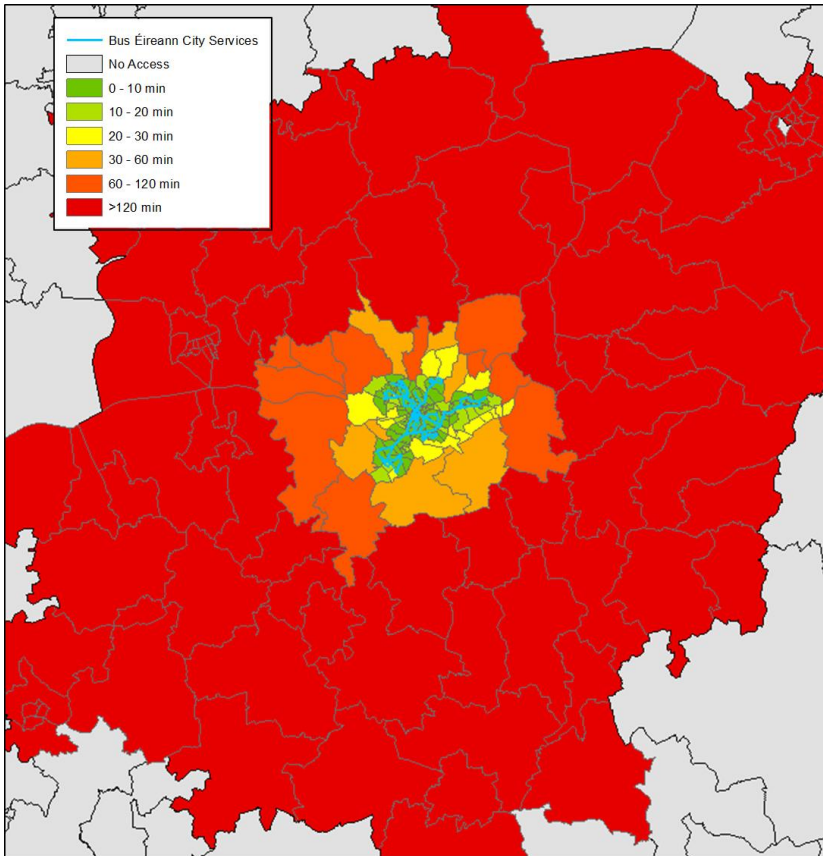 Bus Éireann City Services
No Access
0 - 10 min
10 - 20 min
20 - 30 min
30 - 60 min
60 - 120 min
>120 min